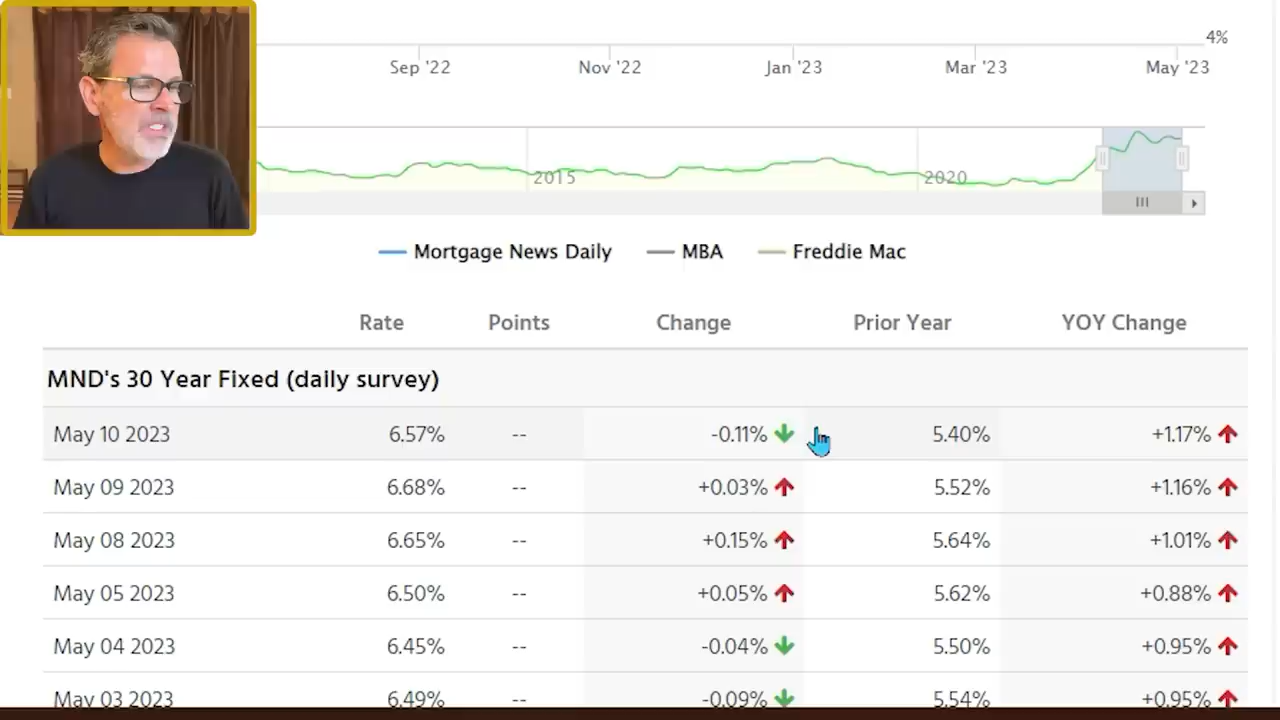 4%
Sep '22 Nov '22 Jan '23 Mar '23 May '23
2015 2020
Mortgage News Daily MBA Freddie Mac
Rate Points Change Prior Year YOY Change
MND's 30 Year Fixed (daily survey)
May 10 2023 6.57% -- -0.11% 5.40% +1.17%
May 09 2023 6.68% -- +0.03% 5.52% +1.16%
May 08 2023 6.65% -- +0.15% 5.64% +1.01%
May 05 2023 6.50% -- +0.05% 5.62% +0.88%
May 04 2023 6.45% -- -0.04% 5.50% +0.95%
May 03 2023 6.49% -- -0.09% 5.54% +0.95%